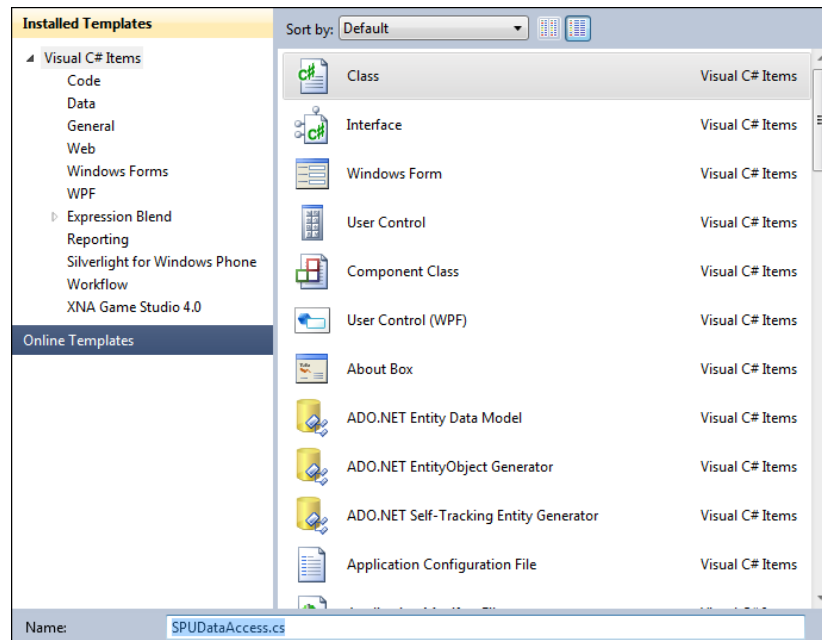 Installed Templates
Sort by: Default
Visual C# Items
Code
Data
General
Web
Windows Forms
WPF
Expression Blend
Reporting
Silverlight for Windows Phone
Workflow
XNA Game Studio 4.0
Online Templates
Class Visual C# Items
Interface Visual C# Items
Windows Form Visual C# Items
User Control Visual C# Items
Component Class Visual C# Items
User Control (WPF) Visual C# Items
About Box Visual C# Items
ADO.NET Entity Data Model Visual C# Items
ADO.NET EntityObject Generator Visual C# Items
ADO.NET Self-Tracking Entity Generator Visual C# Items
Application Configuration File Visual C# Items
Name: SPUDataAccess.cs